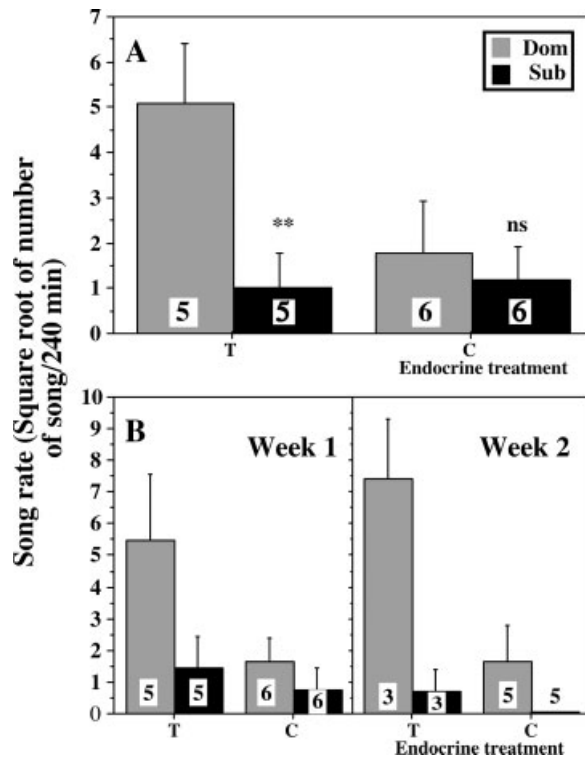 Song rate (Square root of number
of song/240 min)
A
Dom
Sub
7
6
5
4
3
2
1
0
**
ns
5
5
6
6
T
C
Endocrine treatment
B
Week 1
Week 2
10
9
8
7
6
5
4
3
2
1
0
5
5
6
6
3
3
5
5
T
C
T
C
Endocrine treatment